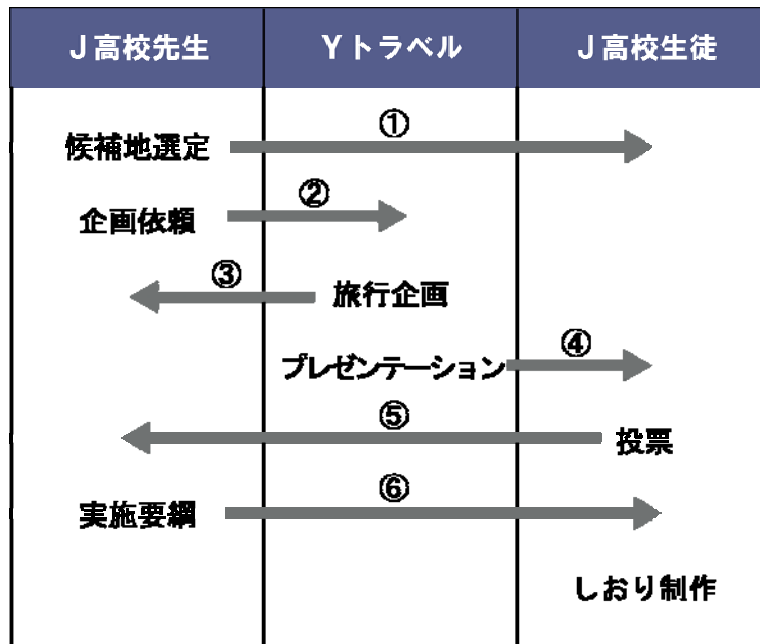 J高校先生
Yトラベル
J高校生徒
①
候補地選定
②
企画依頼
③
旅行企画
④
プレゼンテーション
⑤
投票
⑥
実施要綱
しおり制作